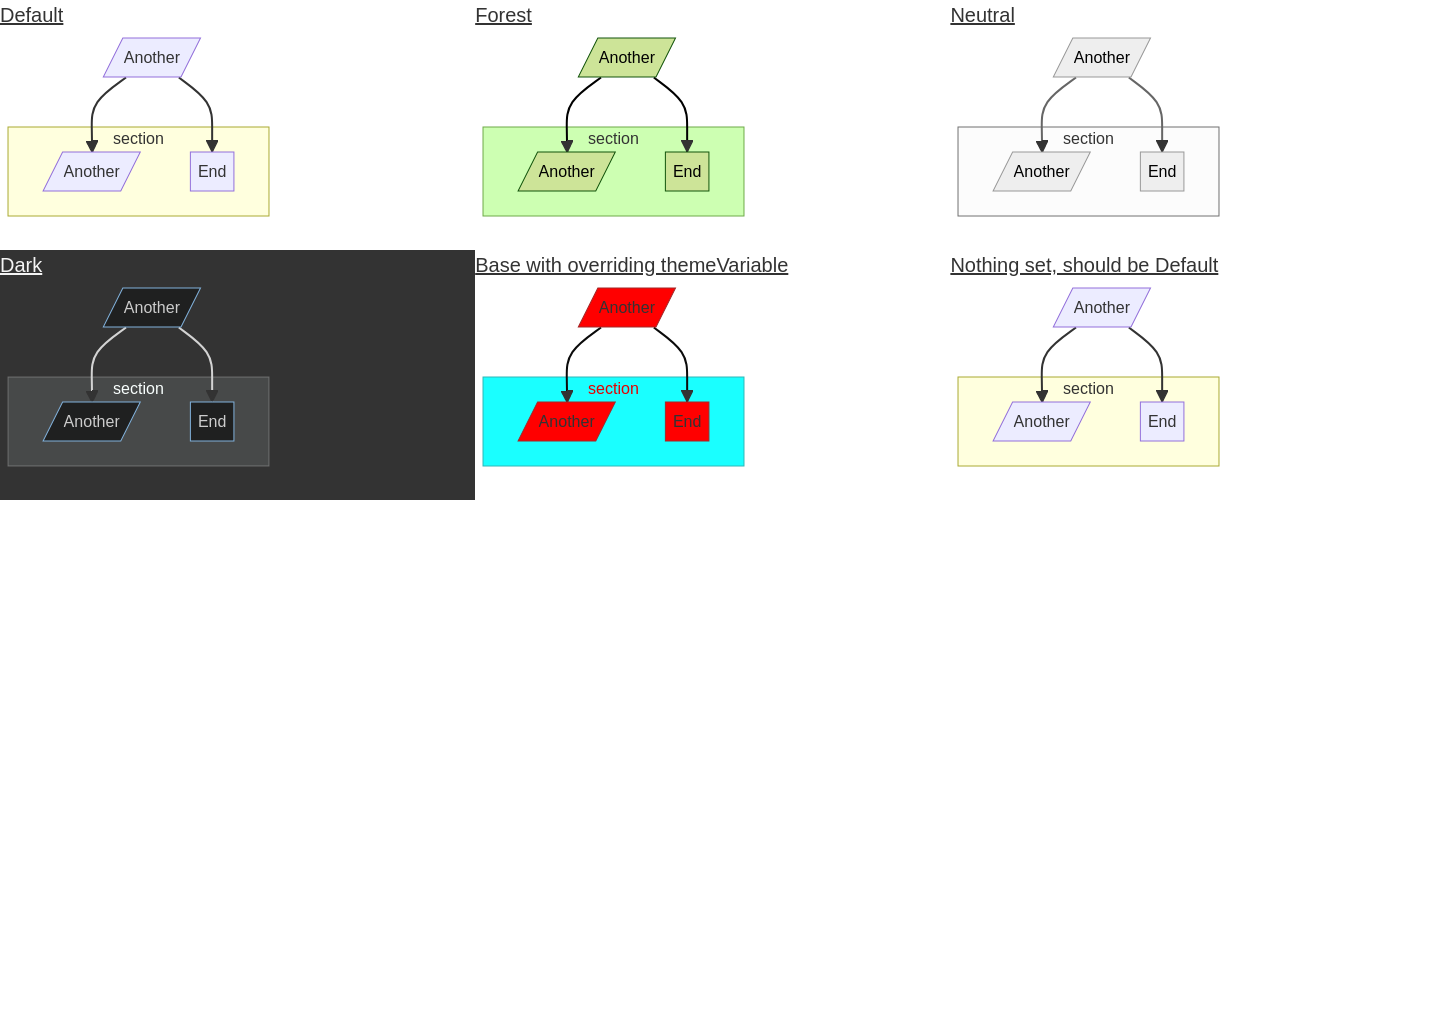 Default
Another
section
Another
End
Forest
Another
section
Another
End
Neutral
Another
section
Another
End
Dark
Another
section
Another
End
Base with overriding themeVariable
Another
section
Another
End
Nothing set, should be Default
Another
section
Another
End